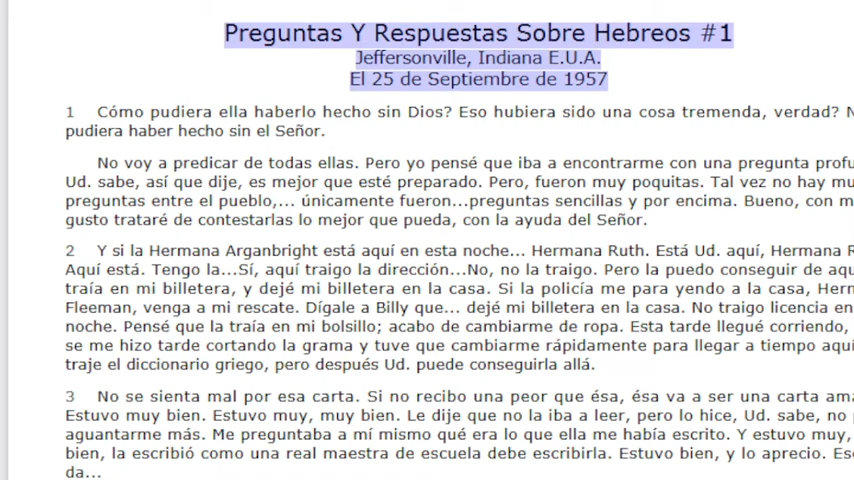 Preguntas Y Respuestas Sobre Hebreos #1
Jeffersonville, Indiana E.U.A.
El 25 de Septiembre de 1957
1 Cómo pudiera ella haberlo hecho sin Dios? Eso hubiera sido una cosa tremenda, verdad?
pudiera haber hecho sin el Señor.
No voy a predicar de todas ellas. Pero yo pensé que iba a encontrarme con una pregunta
Ud. sabe, así que dije, es mejor que esté preparado. Pero, fueron muy poquitas. Tal vez no hay
preguntas entre el pueblo,... únicamente fueron...preguntas sencillas y por encima. Bueno, con
gusto trataré de contestarlas lo mejor que pueda, con la ayuda del Señor.
2 Y si la Hermana Arganbright está aquí en esta noche... Hermana Ruth. Está Ud. aquí, Hermana
Aquí está. Tengo la...Sí, aquí traigo la dirección...No, no la traigo. Pero la puedo conseguir de
traía en mi billetera, y dejé mi billetera en la casa. Si la policía me para yendo a la casa,
Fleeman, venga a mi rescate. Dígale a Billy que... dejé mi billetera en la casa. No traigo licencia en
noche. Pensé que la traía en mi bolsillo; acabo de cambiarme de ropa. Esta tarde llegué corriendo,
se me hizo tarde cortando la grama y tuve que cambiarme rápidamente para llegar a tiempo aquí
traje el diccionario griego, pero después Ud. puede conseguirla allá.
3 No se sienta mal por esa carta. Si no recibo una peor que ésa, ésa va a ser una carta
Estuvo muy bien. Estuvo muy, muy bien. Le dije que no la iba a leer, pero lo hice, Ud. sabe, no
aguantarme más. Me preguntaba a mí mismo qué era lo que ella me había escrito. Y estuvo muy,
bien, la escribió como una real maestra de escuela debe escribirla. Estuvo bien, y lo aprecio.
da...